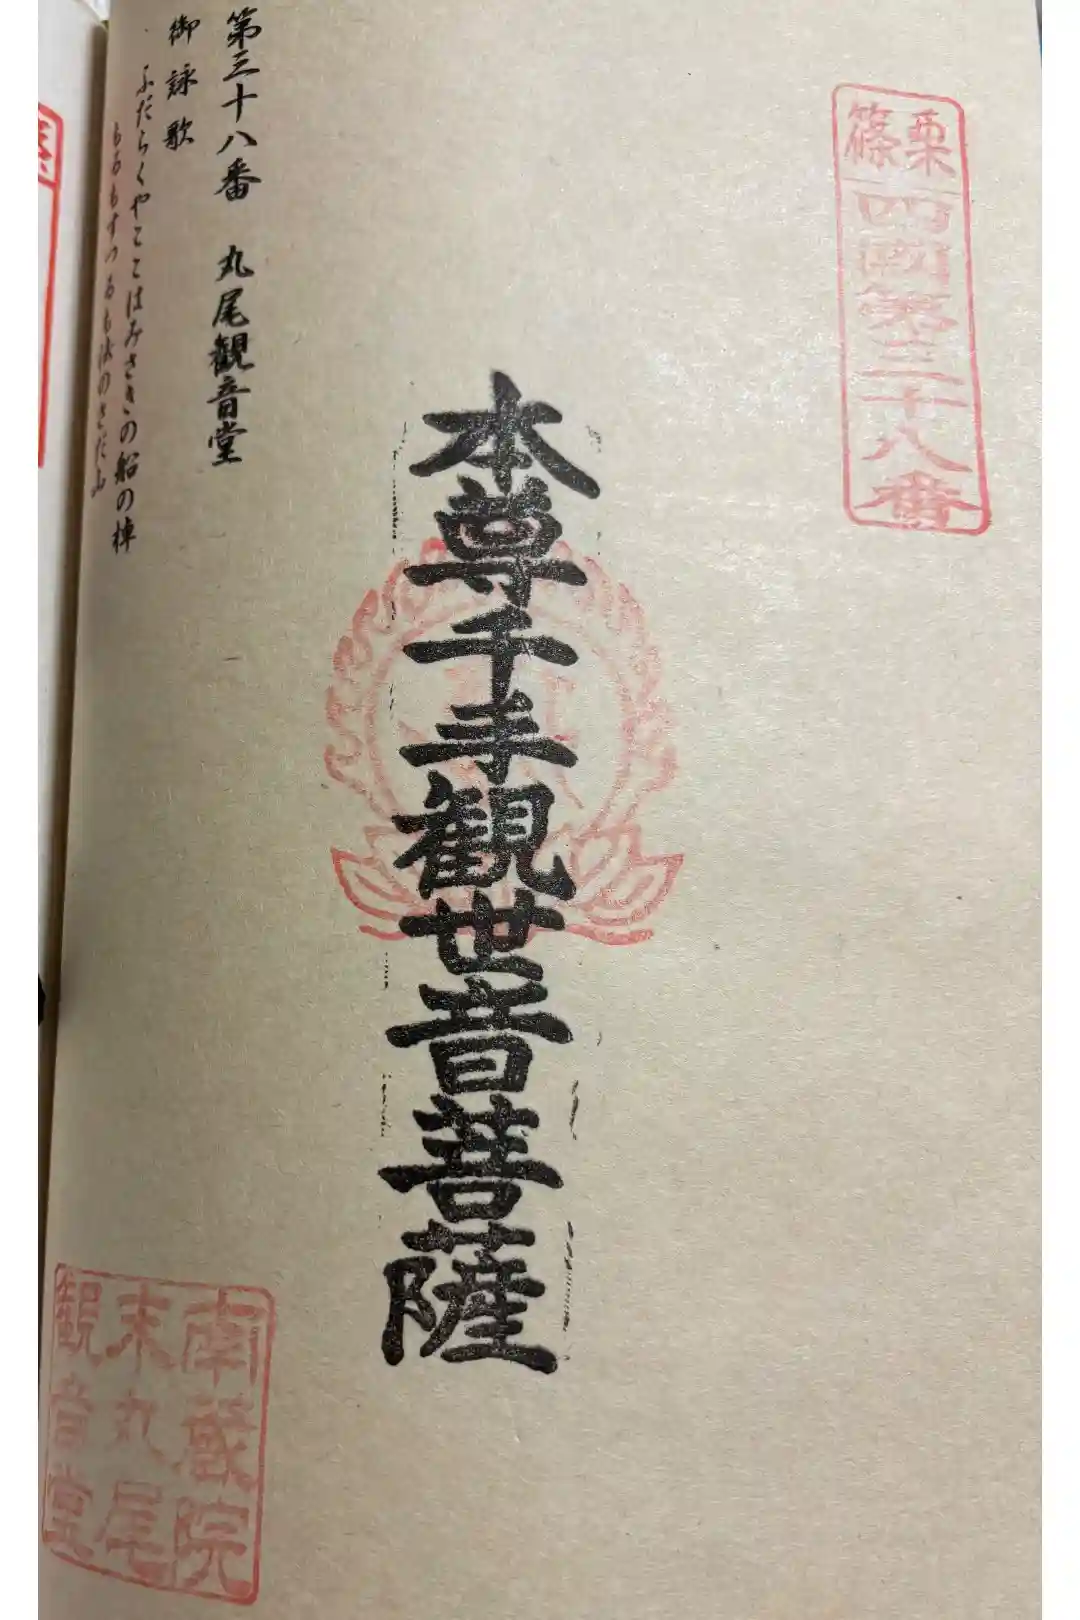 篠栗
四國第三十八番
本尊千手観世音菩薩
第三十八番 丸尾観音堂
御詠歌
ふだらくやここはみさきの船の棹
もすつるも法のさだ山
南蔵院
末丸尾
観音堂